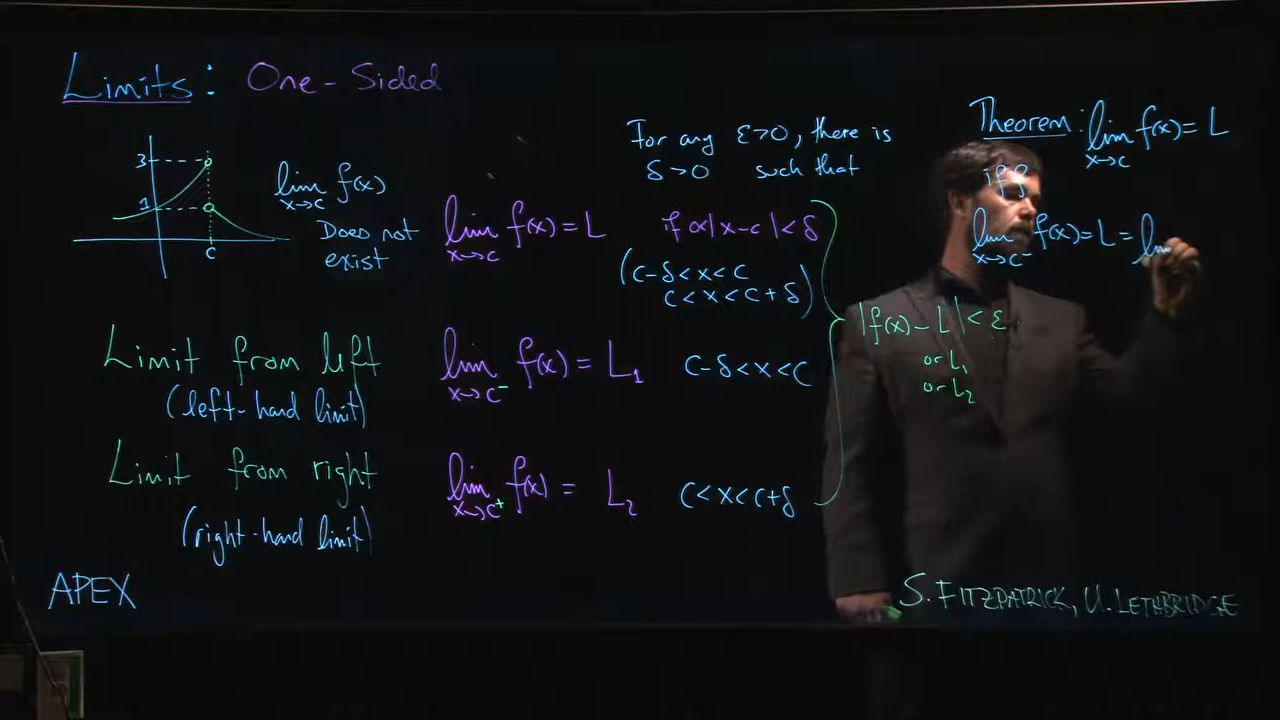 Limits: One-Sided
3
1
c
lim f(x)
x→c
Does not
exist
For any ε>0, there is
δ>0 such that
lim f(x) = L if 0<|x-c|<δ
x→c
(c-δ<x<c
c<x<c+δ)
Limit from left
(left-hand limit)
lim f(x) = L₁ c-δ<x<c
x→c⁻
Limit from right
(right-hand limit)
lim f(x) = L₂ c<x<c+δ
x→c⁺
|f(x)-L|<ε
or L₁
or L₂
Theorem: lim f(x) = L
x→c
iff
lim f(x) = L = lim
x→c⁻
APEX
S. FITZPATRICK, U. LETHBRIDGE